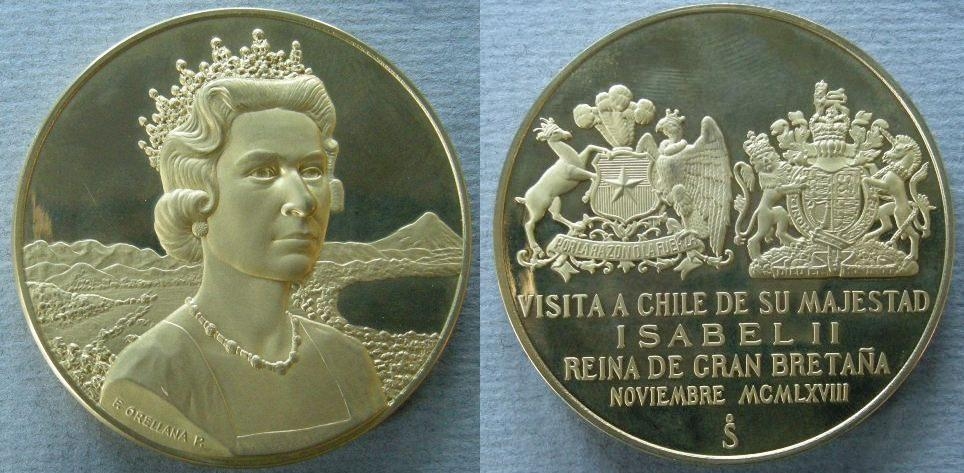 F. ORELLANA P.
POR LA RAZON O LA FUERZA
VISITA A CHILE DE SU MAJESTAD
ISABEL II
REINA DE GRAN BRETAÑA
NOVIEMBRE MCMLXVIII
S